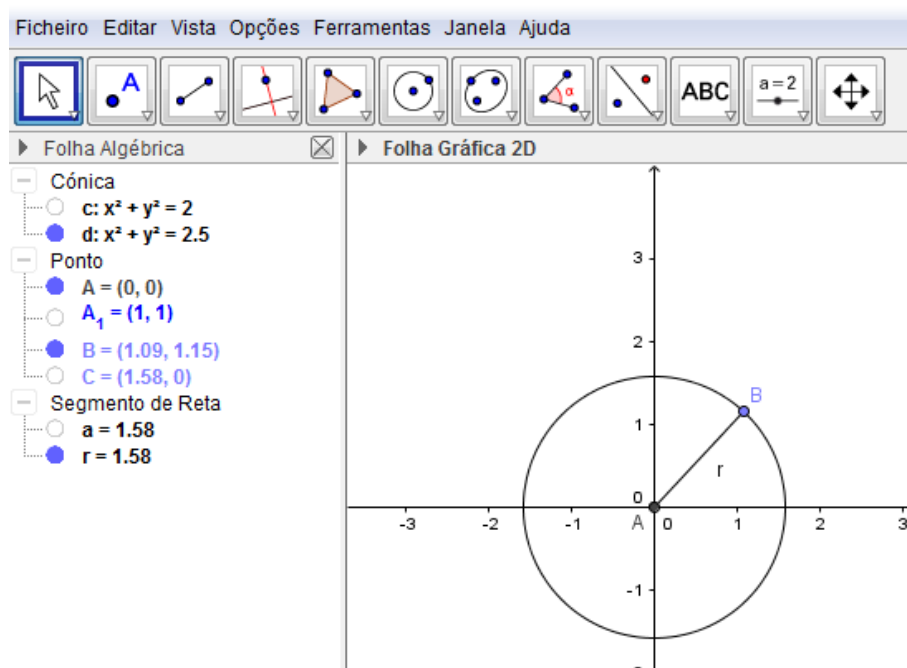 Ficheiro Editar Vista Opções Ferramentas Janela Ajuda
A
α
ABC
a=2
Folha Algébrica
Folha Gráfica 2D
Cónica
c: x² + y² = 2
d: x² + y² = 2.5
Ponto
A = (0, 0)
A₁ = (1, 1)
B = (1.09, 1.15)
C = (1.58, 0)
Segmento de Reta
a = 1.58
r = 1.58
3
2
B
1
r
0
A
0
-3 -2 -1 1 2 3
-1